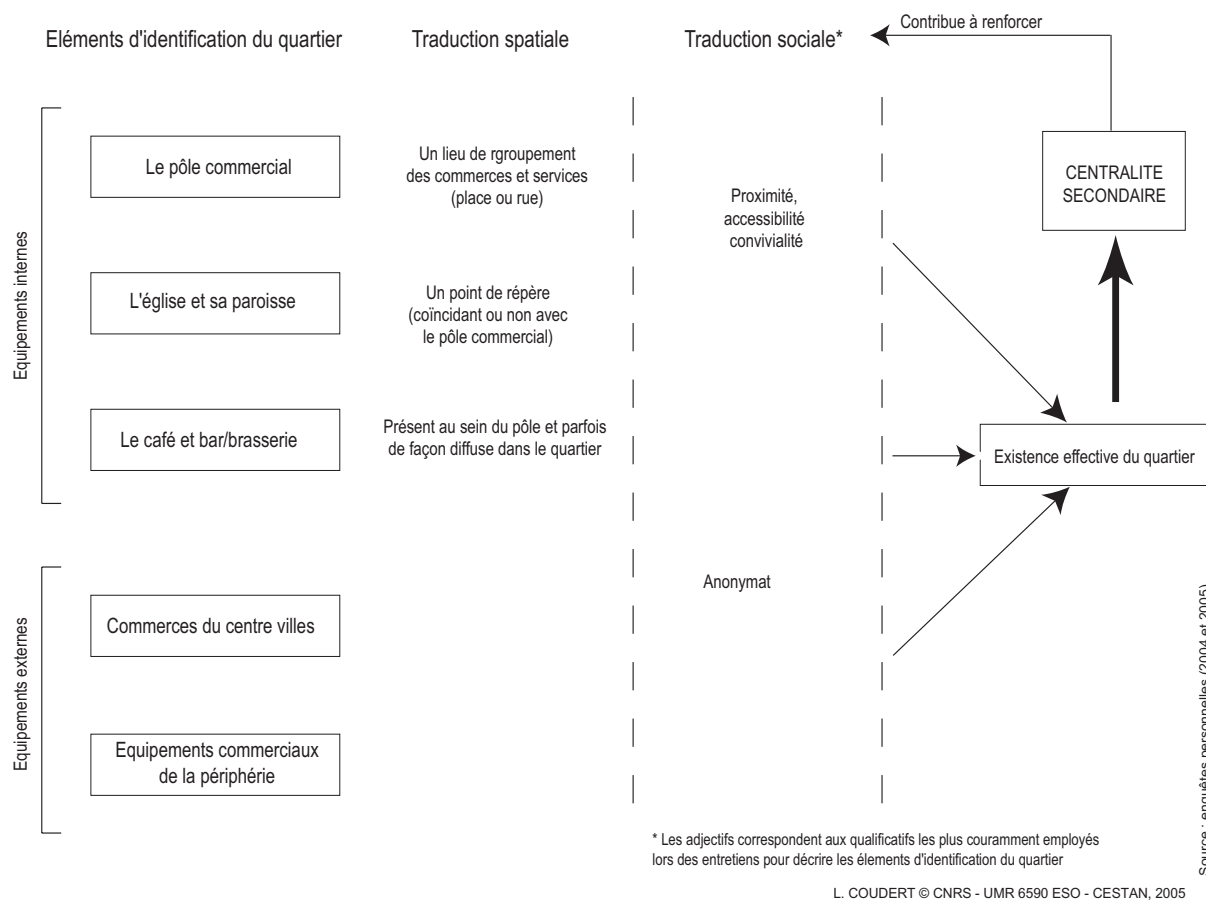 Contribue à renforcer
Eléments d'identification du quartier
Traduction spatiale
Traduction sociale*
Equipements internes
Le pôle commercial
Un lieu de rgroupement
des commerces et services
(place ou rue)
Proximité,
accessibilité
convivialité
CENTRALITE
SECONDAIRE
L'église et sa paroisse
Un point de répère
(coïncidant ou non avec
le pôle commercial)
Le café et bar/brasserie
Présent au sein du pôle et parfois
de façon diffuse dans le quartier
Existence effective du quartier
Equipements externes
Commerces du centre villes
Anonymat
Equipements commerciaux
de la périphérie
* Les adjectifs correspondent aux qualificatifs les plus couramment employés
lors des entretiens pour décrire les élements d'identification du quartier
Source : enquêtes personnelles (2004 et 2005)
L. COUDERT © CNRS - UMR 6590 ESO - CESTAN, 2005